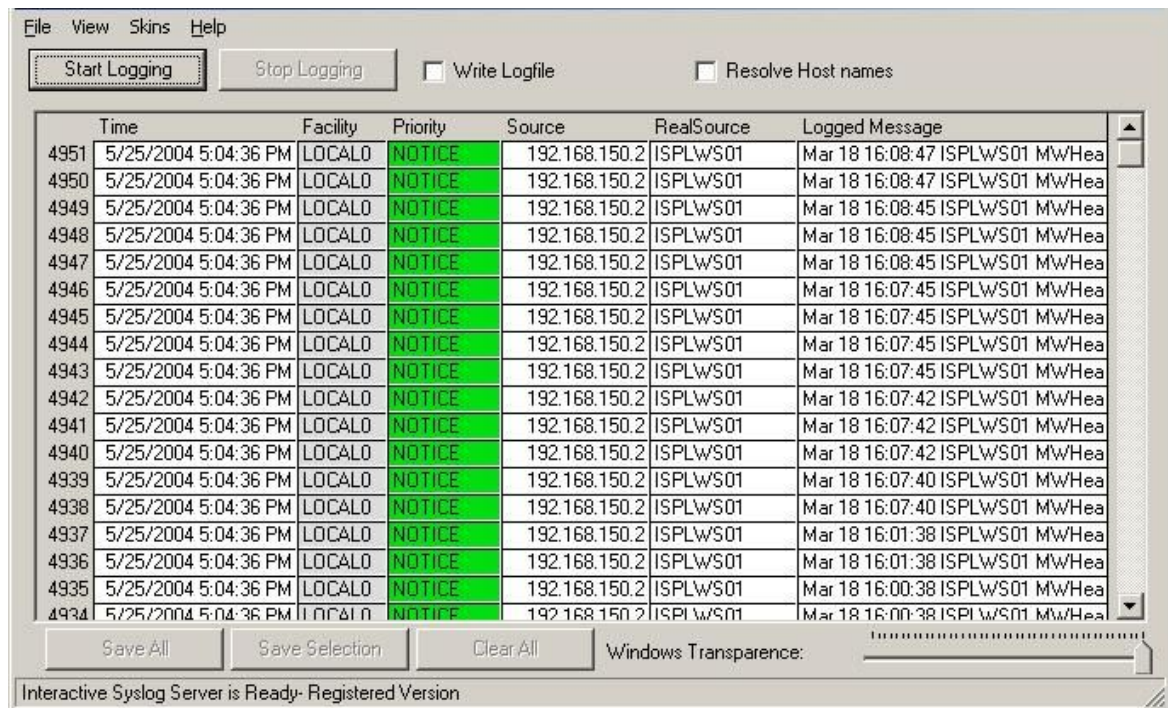 File View Skins Help
Start Logging Stop Logging Write Logfile Resolve Host names
Time Facility Priority Source RealSource Logged Message
4951 5/25/2004 5:04:36 PM LOCAL0 NOTICE 192.168.150.2 ISPLWS01 Mar 18 16:08:47 ISPLWS01 MWHea
4950 5/25/2004 5:04:36 PM LOCAL0 NOTICE 192.168.150.2 ISPLWS01 Mar 18 16:08:47 ISPLWS01 MWHea
4949 5/25/2004 5:04:36 PM LOCAL0 NOTICE 192.168.150.2 ISPLWS01 Mar 18 16:08:45 ISPLWS01 MWHea
4948 5/25/2004 5:04:36 PM LOCAL0 NOTICE 192.168.150.2 ISPLWS01 Mar 18 16:08:45 ISPLWS01 MWHea
4947 5/25/2004 5:04:36 PM LOCAL0 NOTICE 192.168.150.2 ISPLWS01 Mar 18 16:08:45 ISPLWS01 MWHea
4946 5/25/2004 5:04:36 PM LOCAL0 NOTICE 192.168.150.2 ISPLWS01 Mar 18 16:07:45 ISPLWS01 MWHea
4945 5/25/2004 5:04:36 PM LOCAL0 NOTICE 192.168.150.2 ISPLWS01 Mar 18 16:07:45 ISPLWS01 MWHea
4944 5/25/2004 5:04:36 PM LOCAL0 NOTICE 192.168.150.2 ISPLWS01 Mar 18 16:07:45 ISPLWS01 MWHea
4943 5/25/2004 5:04:36 PM LOCAL0 NOTICE 192.168.150.2 ISPLWS01 Mar 18 16:07:45 ISPLWS01 MWHea
4942 5/25/2004 5:04:36 PM LOCAL0 NOTICE 192.168.150.2 ISPLWS01 Mar 18 16:07:42 ISPLWS01 MWHea
4941 5/25/2004 5:04:36 PM LOCAL0 NOTICE 192.168.150.2 ISPLWS01 Mar 18 16:07:42 ISPLWS01 MWHea
4940 5/25/2004 5:04:36 PM LOCAL0 NOTICE 192.168.150.2 ISPLWS01 Mar 18 16:07:42 ISPLWS01 MWHea
4939 5/25/2004 5:04:36 PM LOCAL0 NOTICE 192.168.150.2 ISPLWS01 Mar 18 16:07:40 ISPLWS01 MWHea
4938 5/25/2004 5:04:36 PM LOCAL0 NOTICE 192.168.150.2 ISPLWS01 Mar 18 16:07:40 ISPLWS01 MWHea
4937 5/25/2004 5:04:36 PM LOCAL0 NOTICE 192.168.150.2 ISPLWS01 Mar 18 16:01:38 ISPLWS01 MWHea
4936 5/25/2004 5:04:36 PM LOCAL0 NOTICE 192.168.150.2 ISPLWS01 Mar 18 16:01:38 ISPLWS01 MWHea
4935 5/25/2004 5:04:36 PM LOCAL0 NOTICE 192.168.150.2 ISPLWS01 Mar 18 16:00:38 ISPLWS01 MWHea
4934 5/25/2004 5:04:36 PM LOCAL0 NOTICE 192.168.150.2 ISPLWS01 Mar 18 16:00:38 ISPLWS01 MWHea
Save All Save Selection Clear All Windows Transparence:
Interactive Syslog Server is Ready- Registered Version